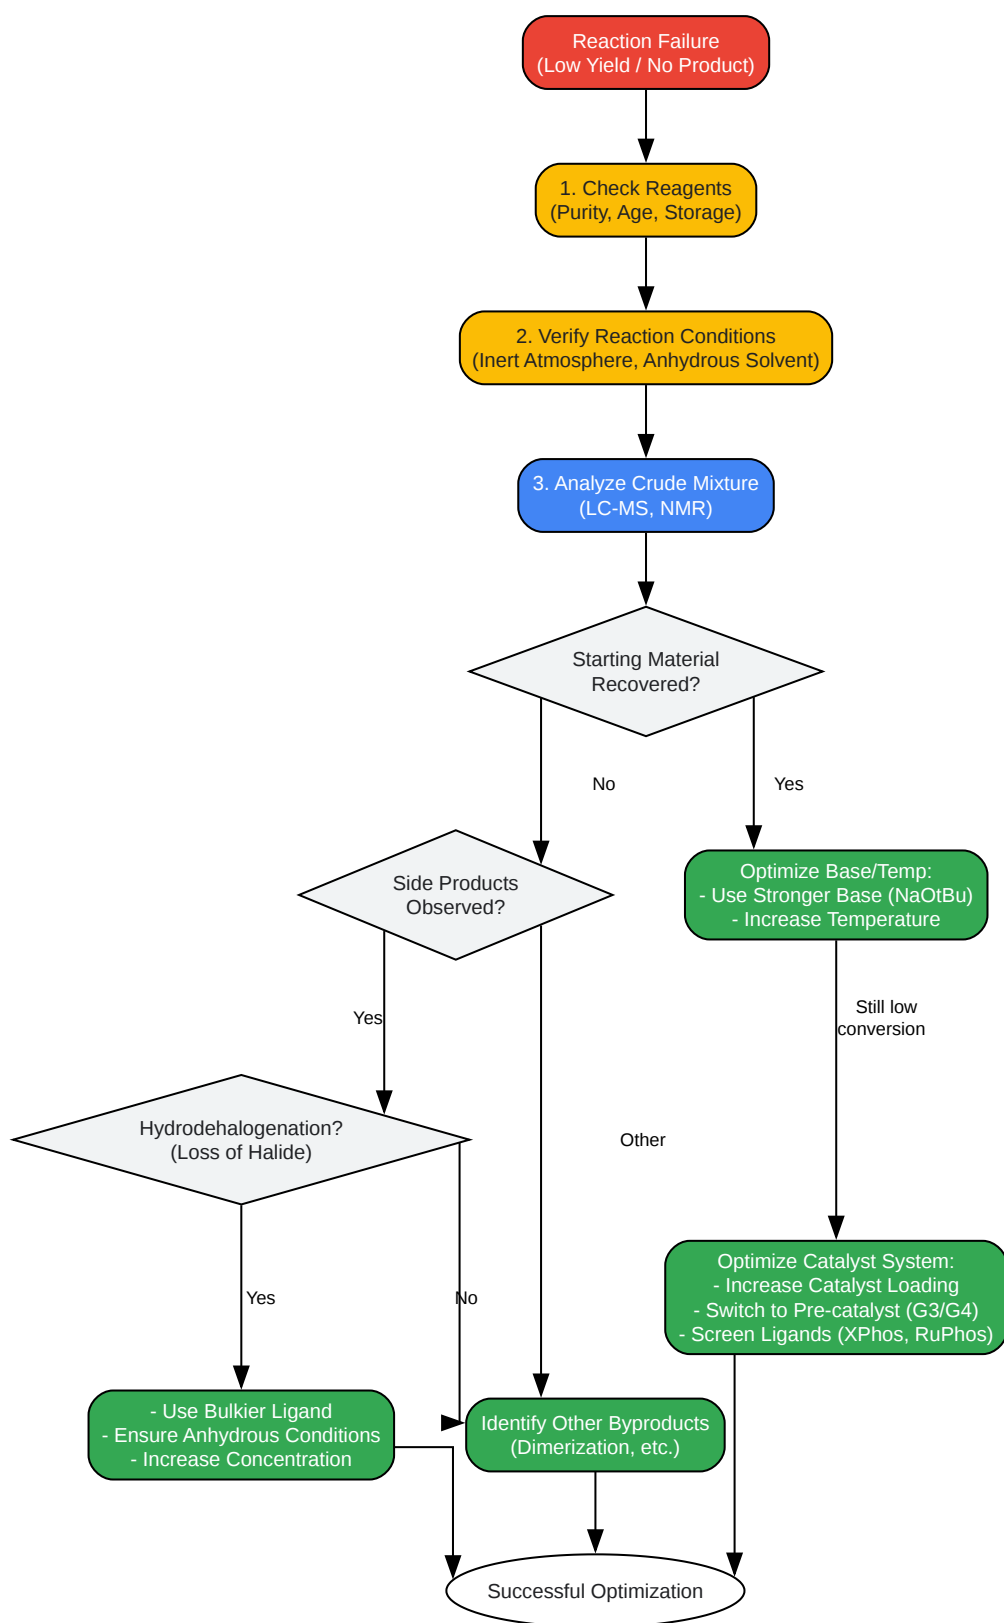 Reaction Failure
(Low Yield / No Product)
1. Check Reagents
(Purity, Age, Storage)
2. Verify Reaction Conditions
(Inert Atmosphere, Anhydrous Solvent)
3. Analyze Crude Mixture
(LC-MS, NMR)
Starting Material
Recovered?
No
Yes
Side Products
Observed?
Optimize Base/Temp:
- Use Stronger Base (NaOtBu)
- Increase Temperature
Yes
Still low
conversion
Hydrodehalogenation?
(Loss of Halide)
Other
Yes
No
Optimize Catalyst System:
- Increase Catalyst Loading
- Switch to Pre-catalyst (G3/G4)
- Screen Ligands (XPhos, RuPhos)
- Use Bulkier Ligand
- Ensure Anhydrous Conditions
- Increase Concentration
Identify Other Byproducts
(Dimerization, etc.)
Successful Optimization